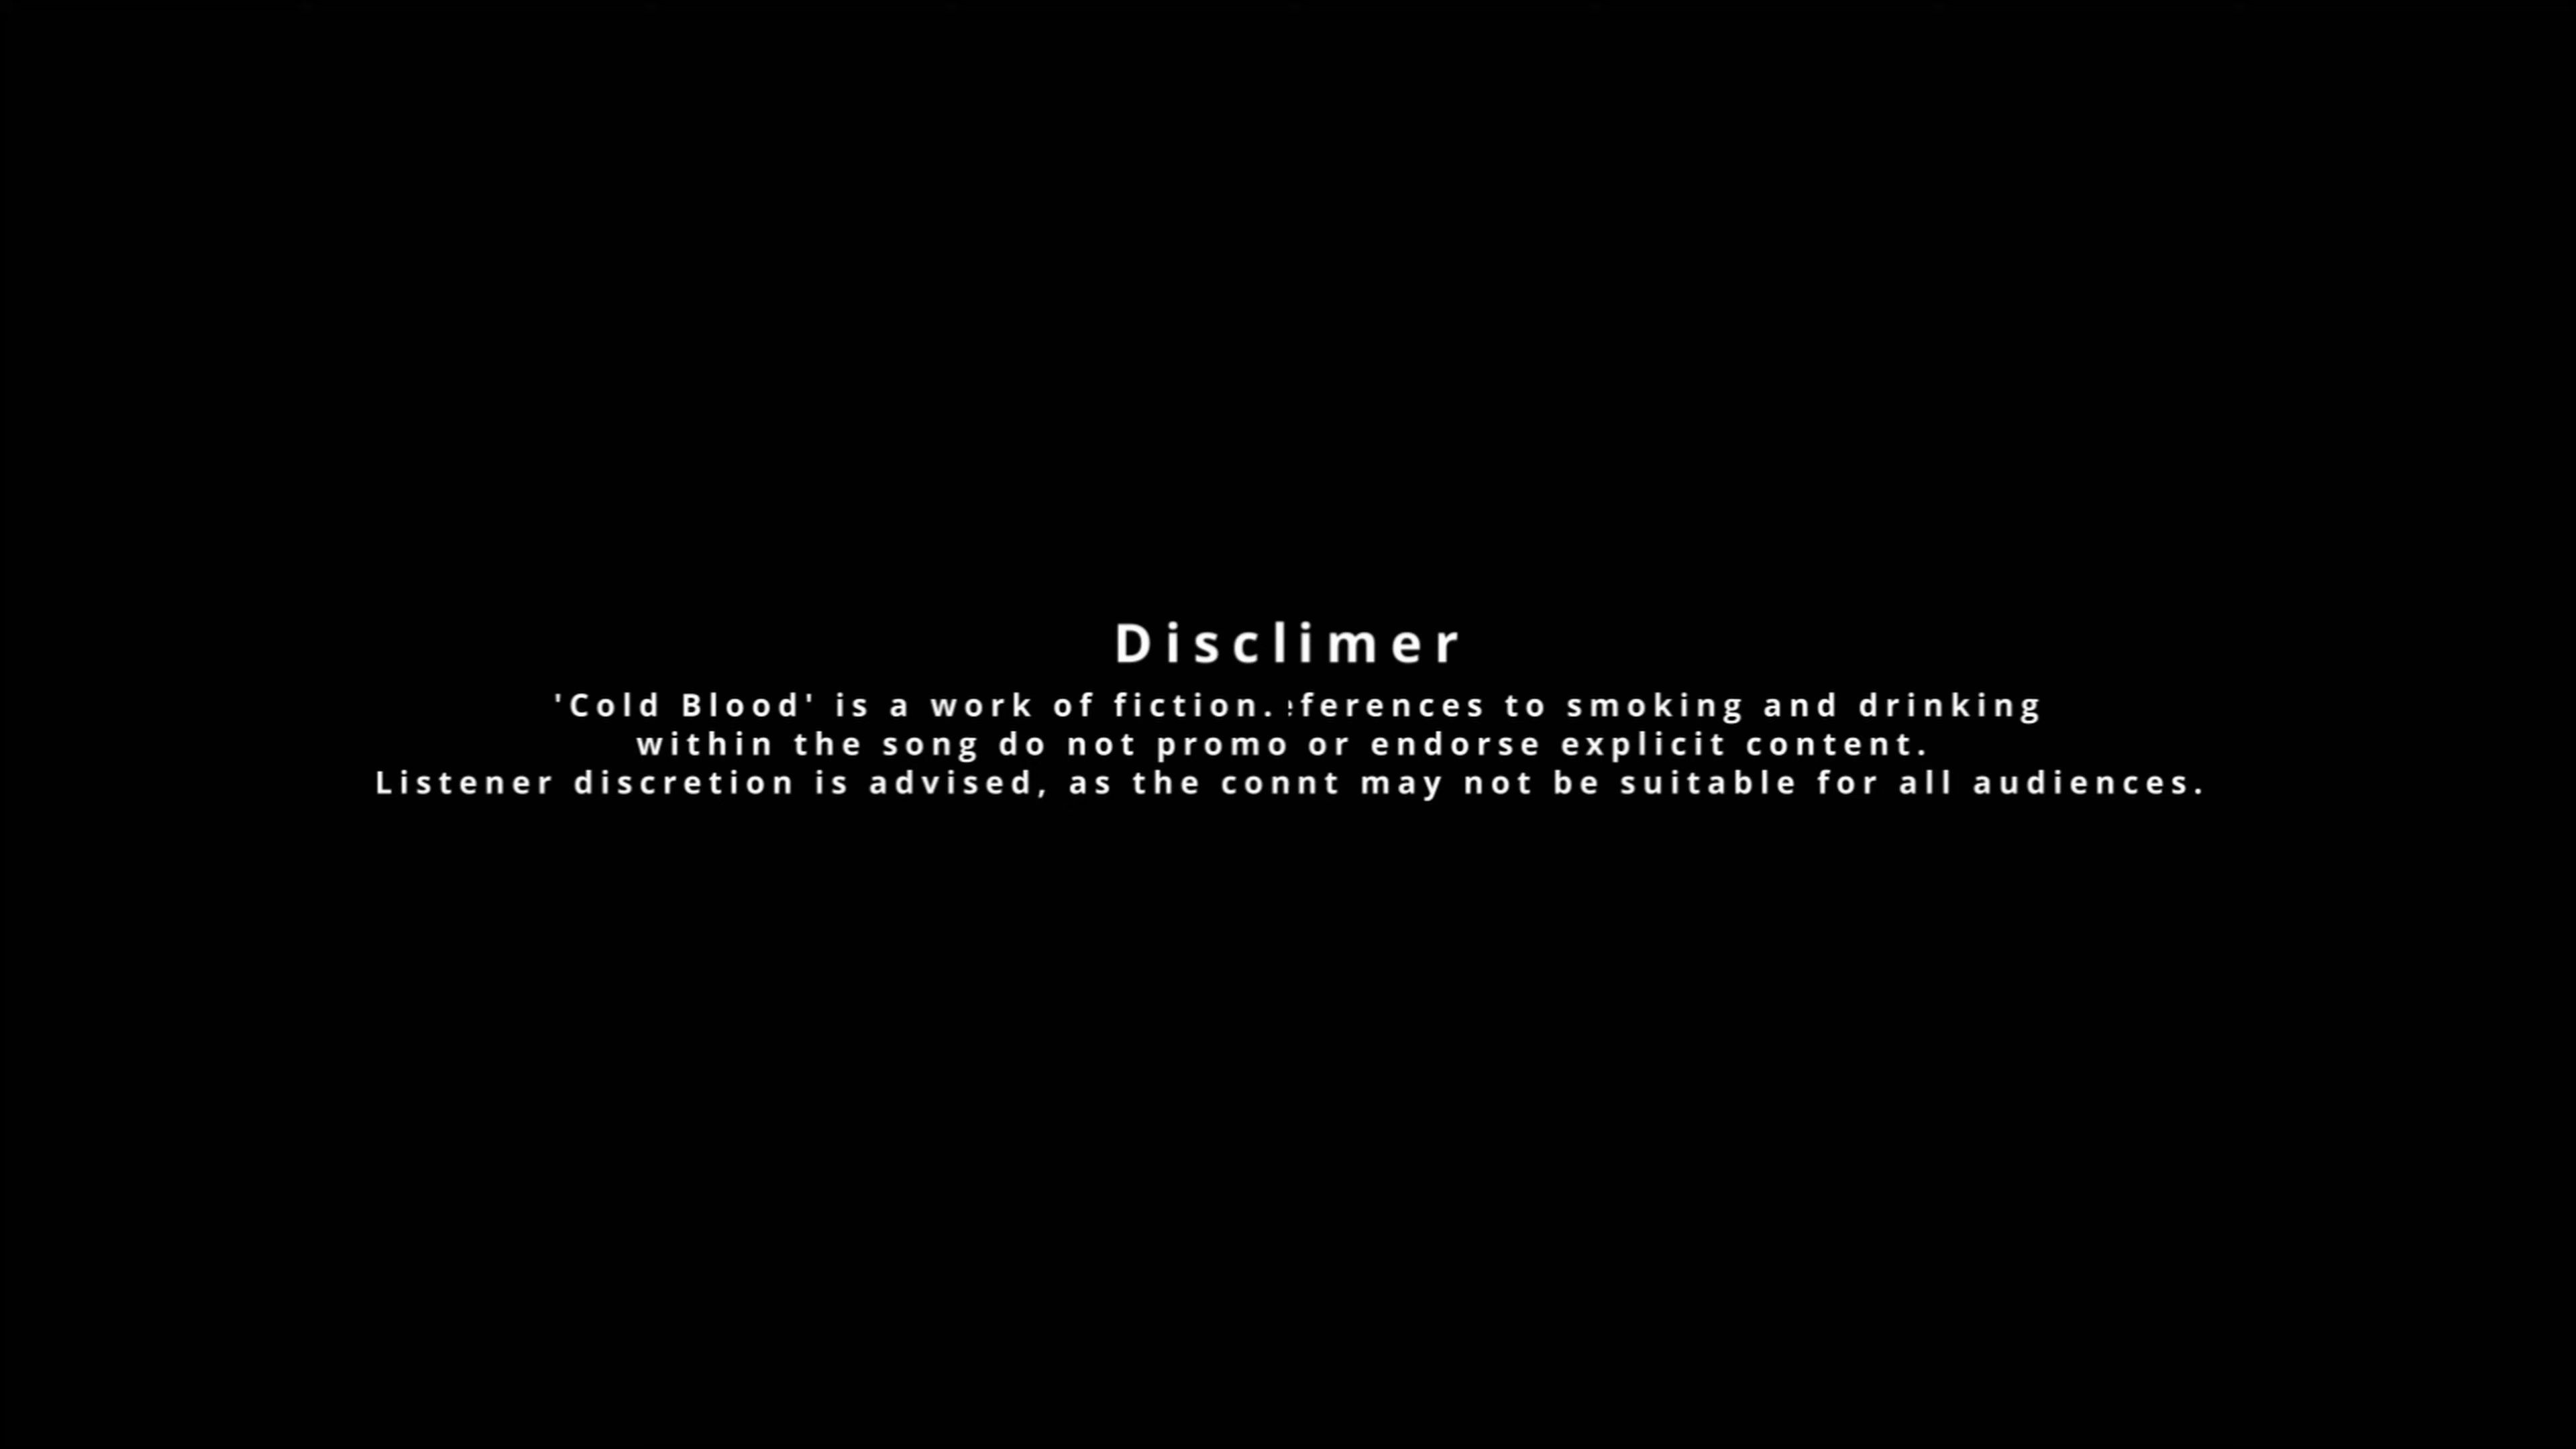 Disclimer
'Cold Blood' is a work of fiction. eferences to smoking and drinking
within the song do not promo or endorse explicit content.
Listener discretion is advised, as the connt may not be suitable for all audiences.